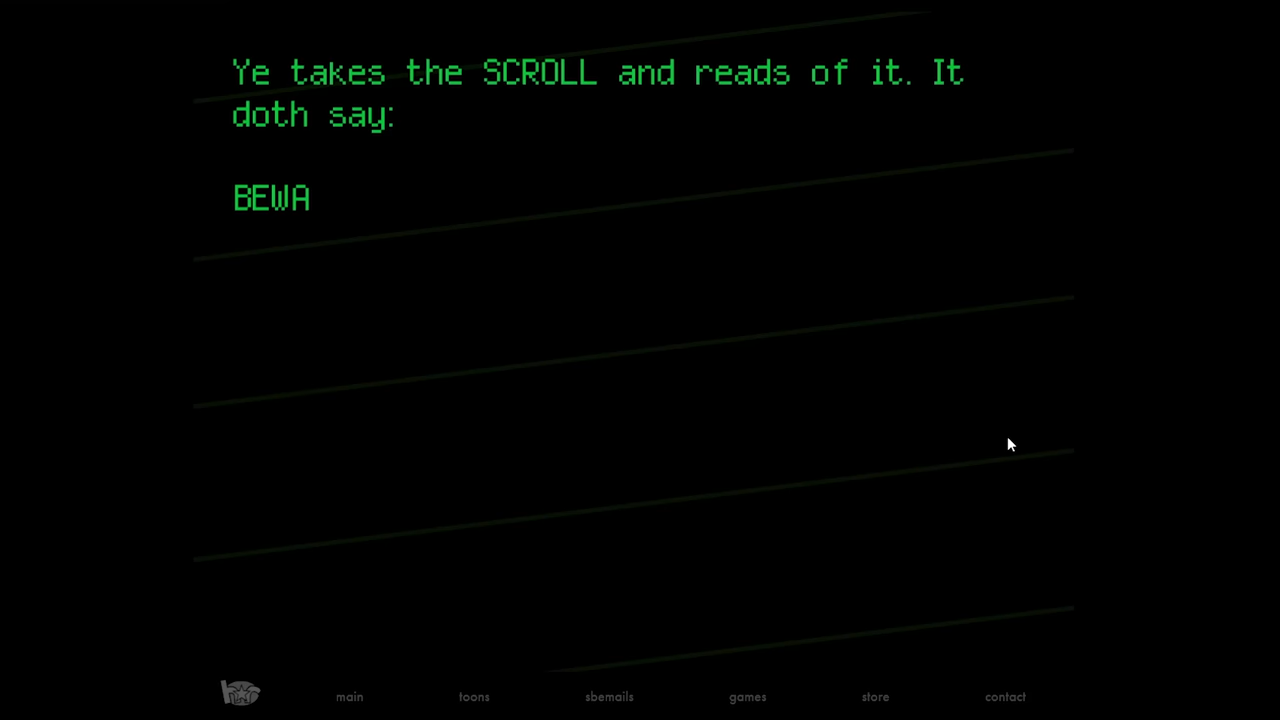 Ye takes the SCROLL and reads of it. It
doth say:
BEWA
main toons sbemails games store contact